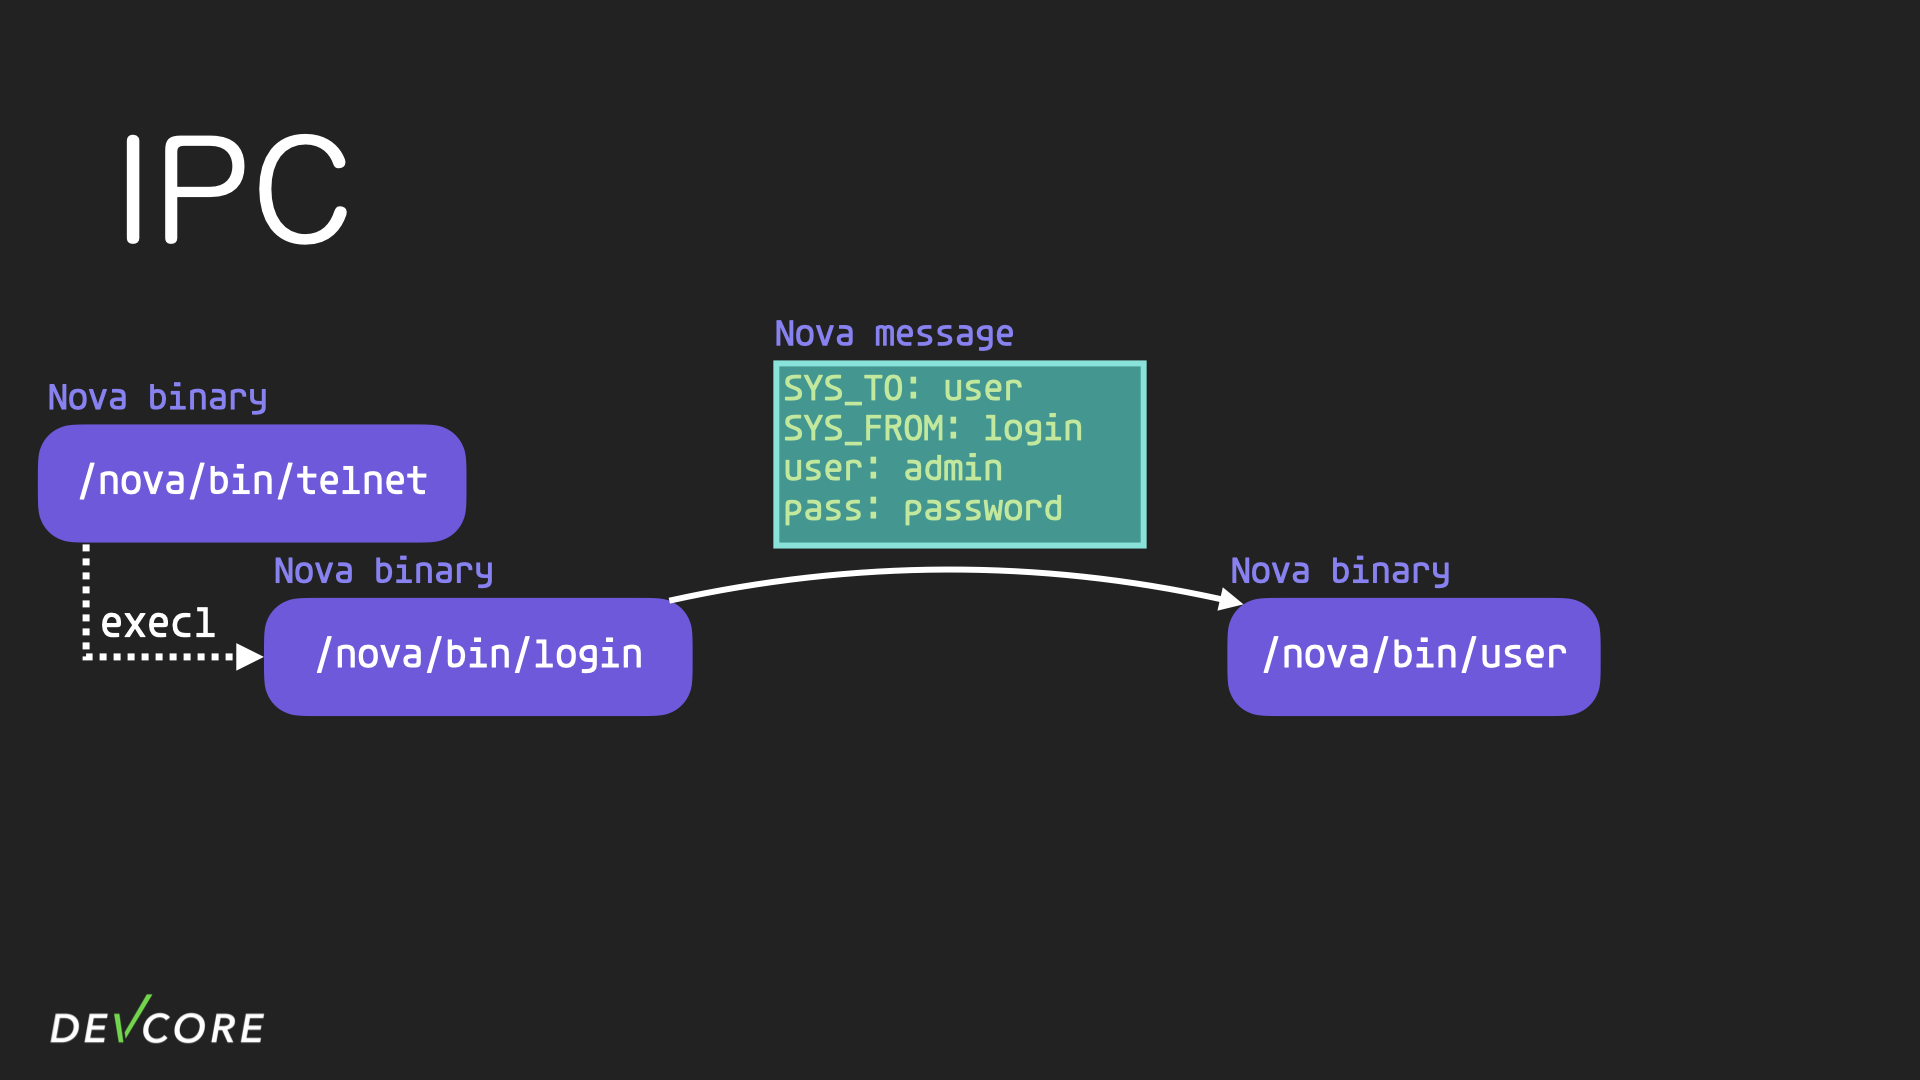 IPC
Nova message
SYS_TO: user
SYS_FROM: login
user: admin
pass: password
Nova binary
/nova/bin/telnet
execl
Nova binary
/nova/bin/login
Nova binary
/nova/bin/user
DEVCORE